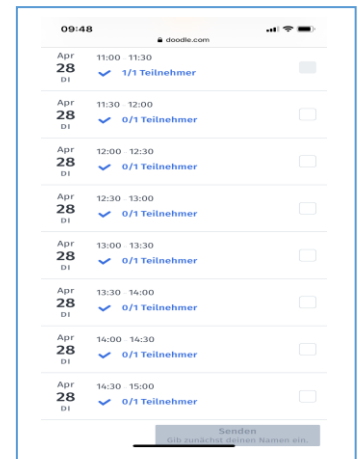 09:48
doodle.com
Apr
28
DI
11:00 - 11:30
1/1 Teilnehmer
Apr
28
DI
11:30 - 12:00
0/1 Teilnehmer
Apr
28
DI
12:00 - 12:30
0/1 Teilnehmer
Apr
28
DI
12:30 - 13:00
0/1 Teilnehmer
Apr
28
DI
13:00 - 13:30
0/1 Teilnehmer
Apr
28
DI
13:30 - 14:00
0/1 Teilnehmer
Apr
28
DI
14:00 - 14:30
0/1 Teilnehmer
Apr
28
DI
14:30 - 15:00
0/1 Teilnehmer
Senden
Gib zunächst deinen Namen ein.